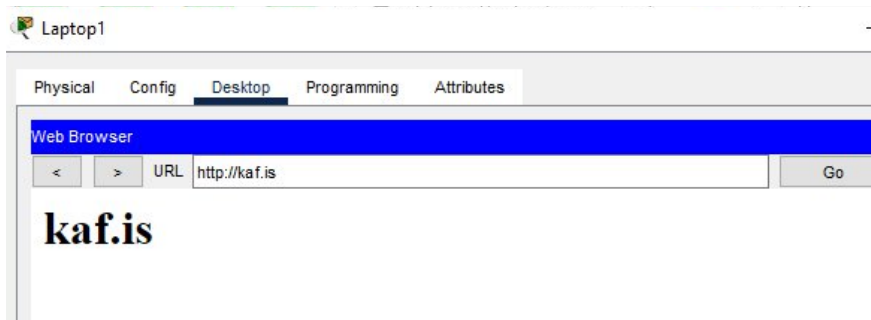 Laptop1
Physical Config Desktop Programming Attributes
Web Browser
< > URL http://kaf.is Go
kaf.is